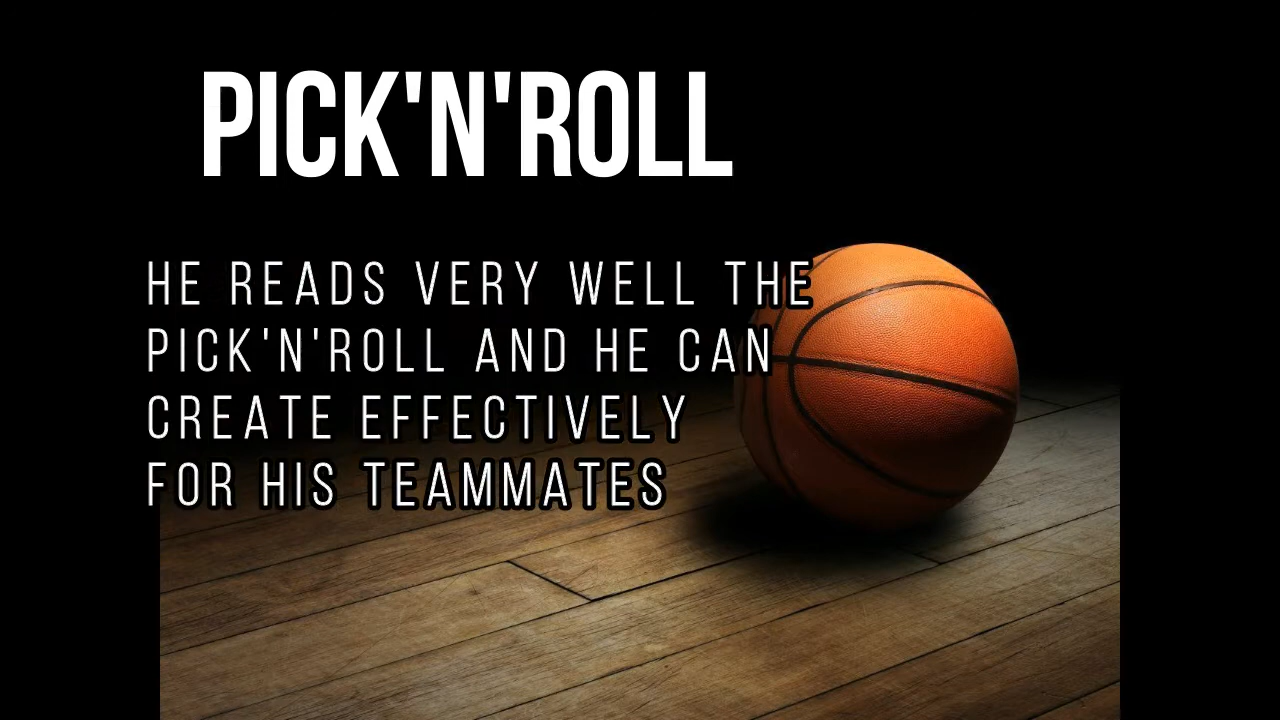 PICK'N'ROLL
HE READS VERY WELL THE
PICK'N'ROLL AND HE CAN
CREATE EFFECTIVELY
FOR HIS TEAMMATES